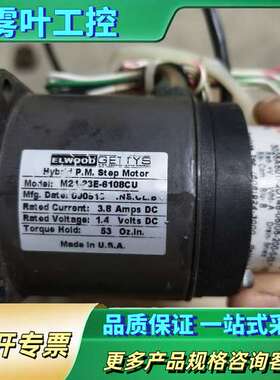 雾叶工控
ELWOOD GETTYS
Hybrid P.M. Step Motor
Model: M21 23E-6108CU
Mfg. Date:
Rated Current: 3.8 Amps DC
Rated Voltage: 1.4 Volts DC
Torque Hold: 53 Oz.In.
Made in U.S.A.
品质保证 一站式采
开专票
更多产品规格咨询客